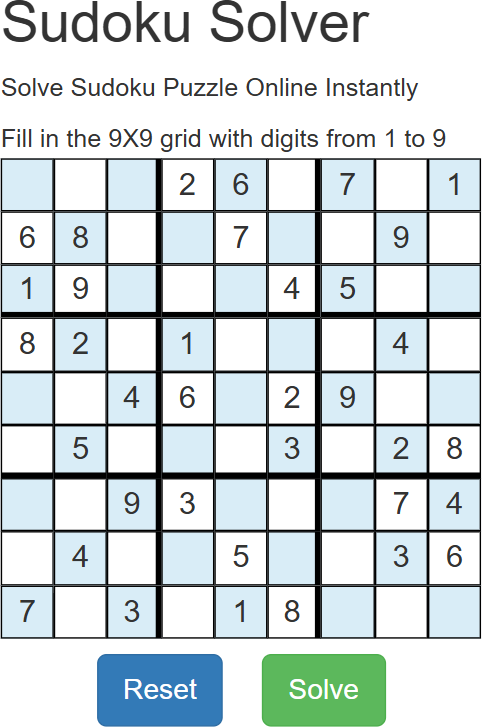 Sudoku Solver
Solve Sudoku Puzzle Online Instantly
Fill in the 9X9 grid with digits from 1 to 9
2 6 7 1
6 8 7 9
1 9 4 5
8 2 1 4
4 6 2 9
5 3 2 8
9 3 7 4
4 5 3 6
7 3 1 8
Reset Solve